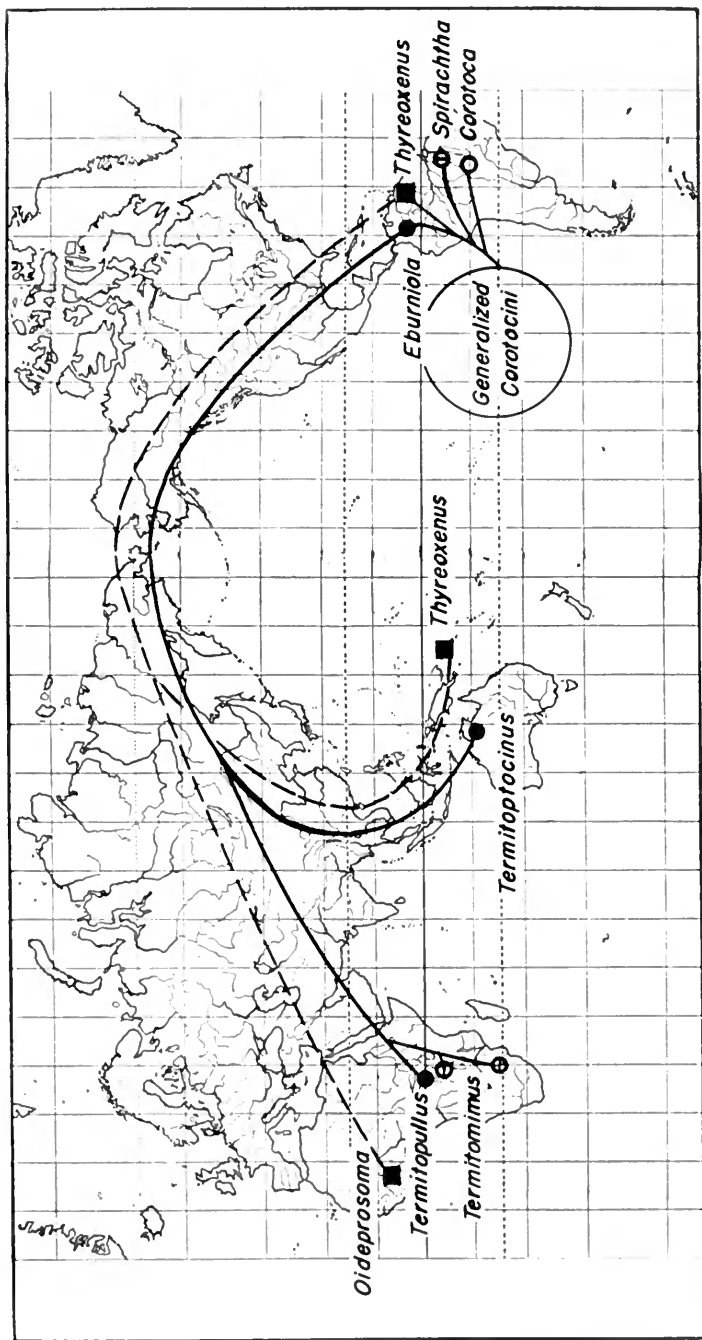 Oideprosoma
Termitopullus
Termitomimus
Termitoptocinus
Thyreoxenus
Eburniola
Generalized
Corotocini
Thyreoxenus
Spirachtha
Corotoca